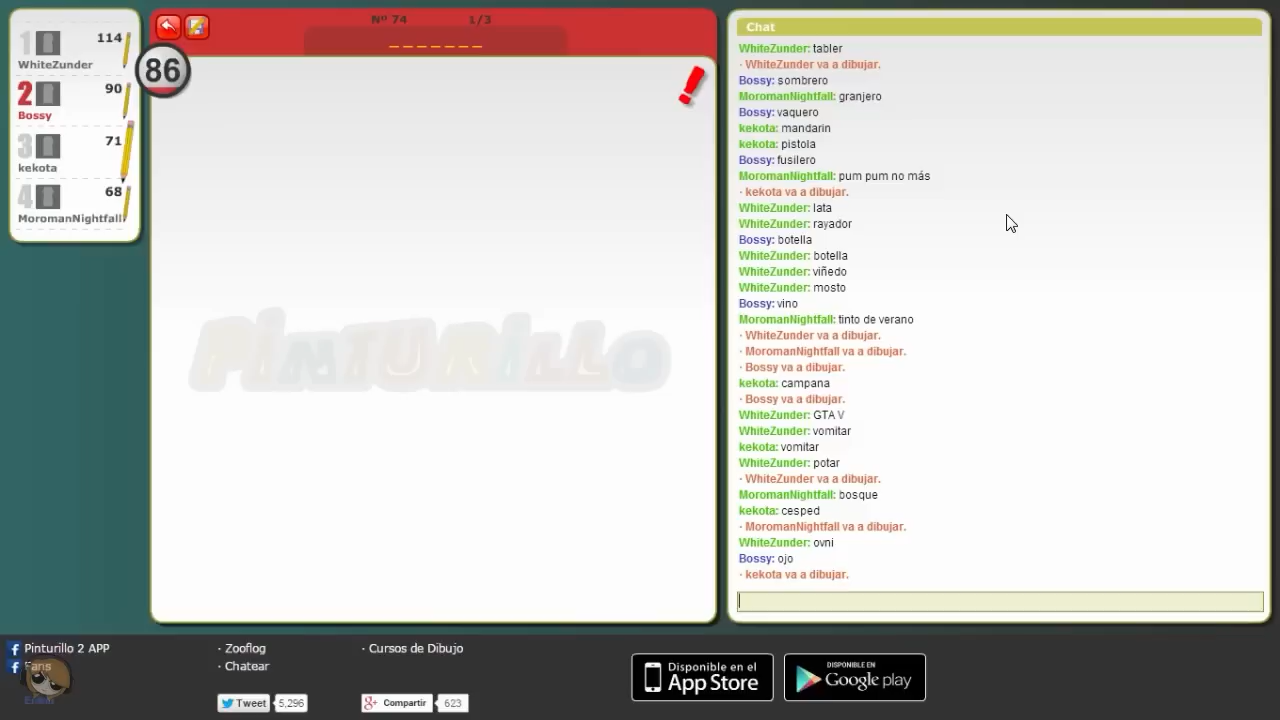 1 114
WhiteZunder
2 90
Bossy
3 71
kekota
4 68
MoromanNightfall
86
Nº 74 1/3
_ _ _ _ _ _ _
PINTURILLO
Chat
WhiteZunder: tabler
· WhiteZunder va a dibujar.
Bossy: sombrero
MoromanNightfall: granjero
Bossy: vaquero
kekota: mandarin
kekota: pistola
Bossy: fusilero
MoromanNightfall: pum pum no más
· kekota va a dibujar.
WhiteZunder: lata
WhiteZunder: rayador
Bossy: botella
WhiteZunder: botella
WhiteZunder: viñedo
WhiteZunder: mosto
Bossy: vino
MoromanNightfall: tinto de verano
· WhiteZunder va a dibujar.
· MoromanNightfall va a dibujar.
· Bossy va a dibujar.
kekota: campana
· Bossy va a dibujar.
WhiteZunder: GTA V
WhiteZunder: vomitar
kekota: vomitar
WhiteZunder: potar
· WhiteZunder va a dibujar.
MoromanNightfall: bosque
kekota: cesped
· MoromanNightfall va a dibujar.
WhiteZunder: ovni
Bossy: ojo
· kekota va a dibujar.
Pinturillo 2 APP
Fans
· Zooflog
· Chatear
· Cursos de Dibujo
Tweet 5,296
g+ Compartir 623
Disponible en el
App Store
DISPONIBLE EN
Google play